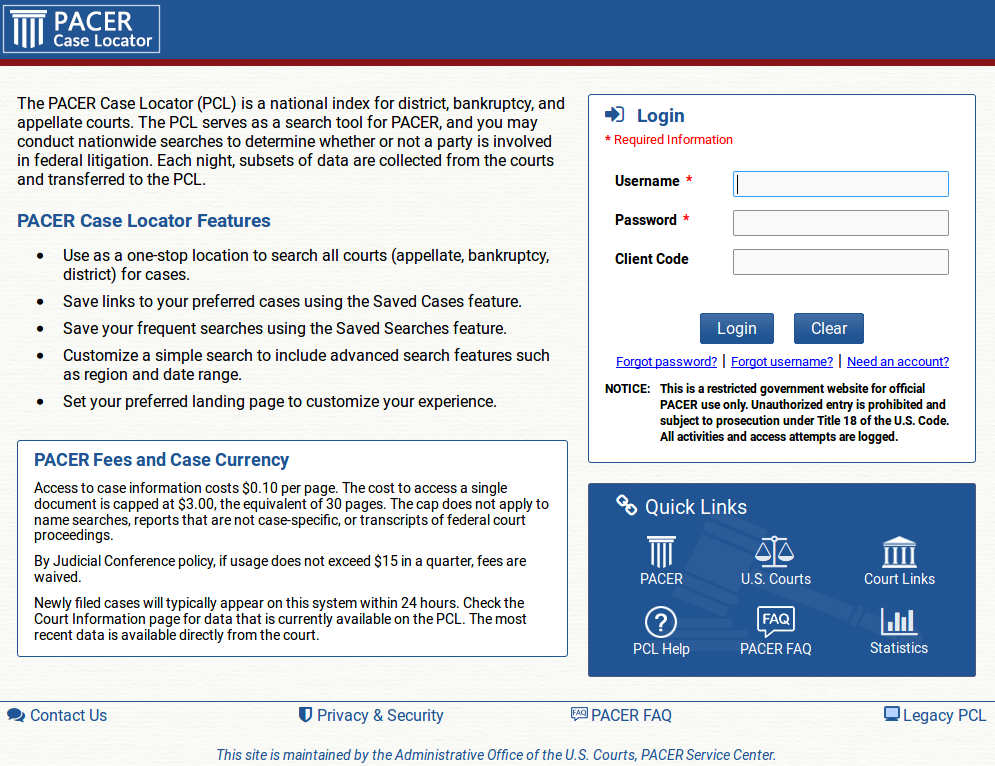 PACER
Case Locator
The PACER Case Locator (PCL) is a national index for district, bankruptcy, and
appellate courts. The PCL serves as a search tool for PACER, and you may
conduct nationwide searches to determine whether or not a party is involved
in federal litigation. Each night, subsets of data are collected from the courts
and transferred to the PCL.
PACER Case Locator Features
• Use as a one-stop location to search all courts (appellate, bankruptcy,
district) for cases.
• Save links to your preferred cases using the Saved Cases feature.
• Save your frequent searches using the Saved Searches feature.
• Customize a simple search to include advanced search features such
as region and date range.
• Set your preferred landing page to customize your experience.
PACER Fees and Case Currency
Access to case information costs $0.10 per page. The cost to access a single
document is capped at $3.00, the equivalent of 30 pages. The cap does not apply to
name searches, reports that are not case-specific, or transcripts of federal court
proceedings.
By Judicial Conference policy, if usage does not exceed $15 in a quarter, fees are
waived.
Newly filed cases will typically appear on this system within 24 hours. Check the
Court Information page for data that is currently available on the PCL. The most
recent data is available directly from the court.
Login
* Required Information
Username *
Password *
Client Code
Login Clear
Forgot password? | Forgot username? | Need an account?
NOTICE: This is a restricted government website for official
PACER use only. Unauthorized entry is prohibited and
subject to prosecution under Title 18 of the U.S. Code.
All activities and access attempts are logged.
Quick Links
PACER U.S. Courts Court Links
? FAQ
PCL Help PACER FAQ Statistics
Contact Us Privacy & Security FAQ PACER FAQ Legacy PCL
This site is maintained by the Administrative Office of the U.S. Courts, PACER Service Center.